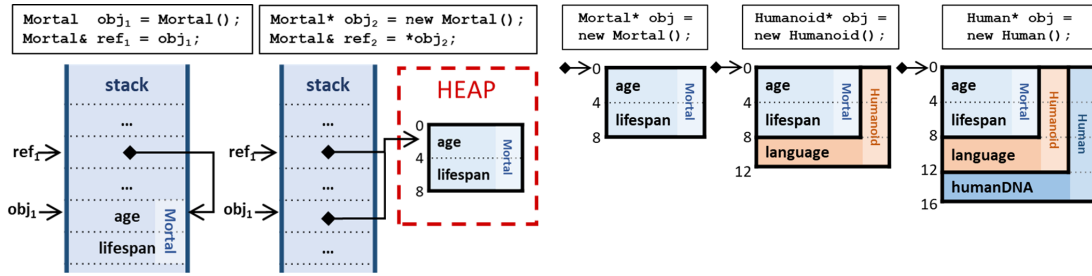 Mortal obj₁ = Mortal();
Mortal& ref₁ = obj₁;
stack
...
ref₁
...
obj₁
age
lifespan
Mortal
Mortal* obj₂ = new Mortal();
Mortal& ref₂ = *obj₂;
stack
...
ref₁
...
obj₁
...
HEAP
0
age
4
lifespan
8
Mortal
Mortal* obj =
new Mortal();
0
age
4
lifespan
8
Mortal
Humanoid* obj =
new Humanoid();
0
age
4
lifespan
8
language
12
Mortal
Humanoid
Human* obj =
new Human();
0
age
4
lifespan
8
language
12
humanDNA
16
Mortal
Humanoid
Human